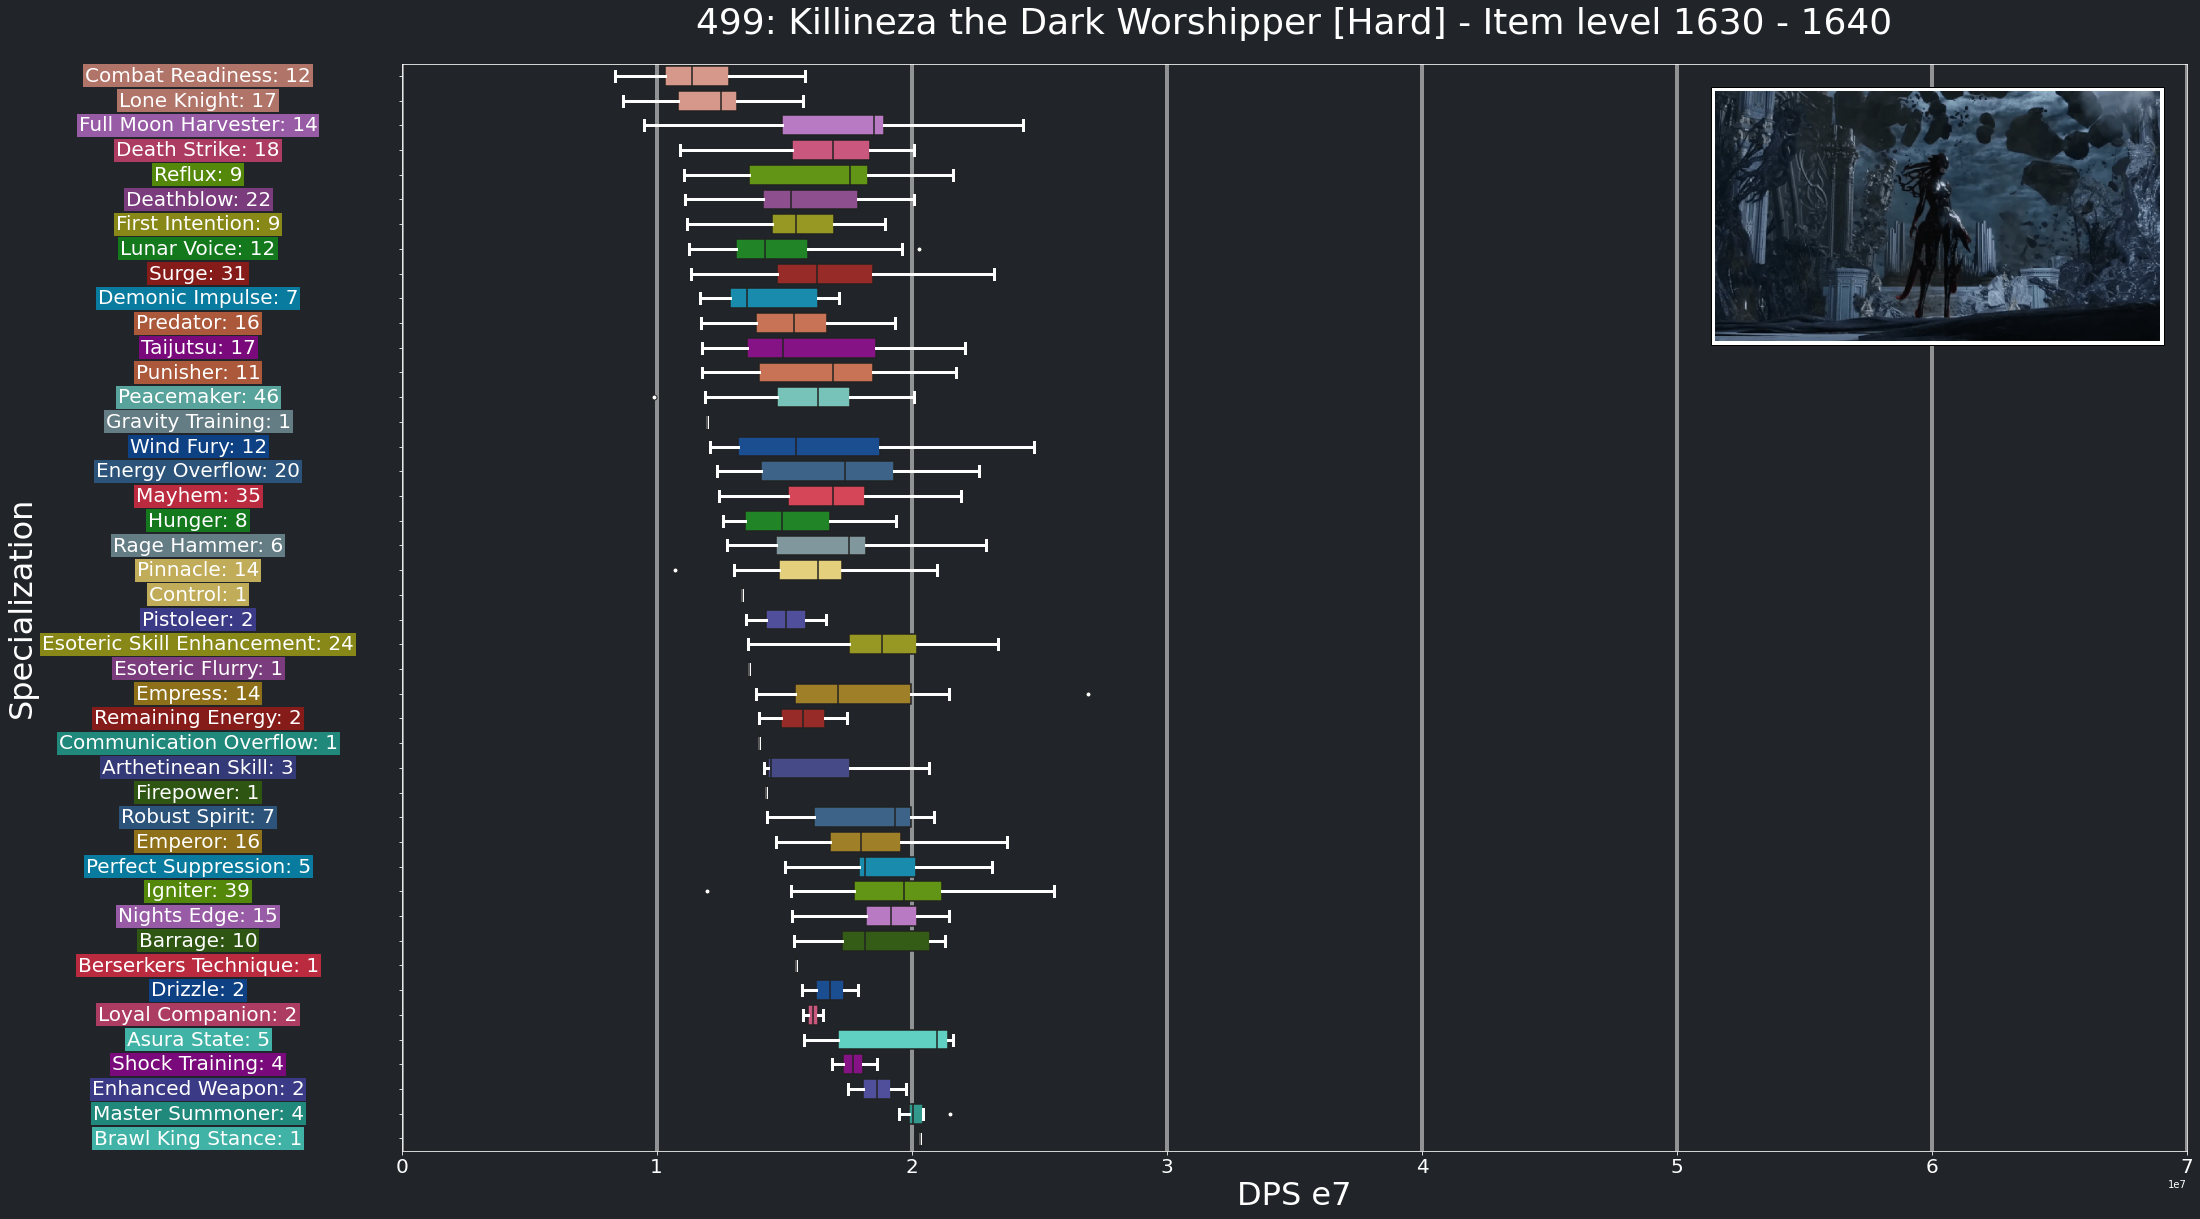 499: Killineza the Dark Worshipper [Hard] - Item level 1630 - 1640
Specialization
Combat Readiness: 12
Lone Knight: 17
Full Moon Harvester: 14
Death Strike: 18
Reflux: 9
Deathblow: 22
First Intention: 9
Lunar Voice: 12
Surge: 31
Demonic Impulse: 7
Predator: 16
Taijutsu: 17
Punisher: 11
Peacemaker: 46
Gravity Training: 1
Wind Fury: 12
Energy Overflow: 20
Mayhem: 35
Hunger: 8
Rage Hammer: 6
Pinnacle: 14
Control: 1
Pistoleer: 2
Esoteric Skill Enhancement: 24
Esoteric Flurry: 1
Empress: 14
Remaining Energy: 2
Communication Overflow: 1
Arthetinean Skill: 3
Firepower: 1
Robust Spirit: 7
Emperor: 16
Perfect Suppression: 5
Igniter: 39
Nights Edge: 15
Barrage: 10
Berserkers Technique: 1
Drizzle: 2
Loyal Companion: 2
Asura State: 5
Shock Training: 4
Enhanced Weapon: 2
Master Summoner: 4
Brawl King Stance: 1
0 1 2 3 4 5 6 7
1e7
DPS e7